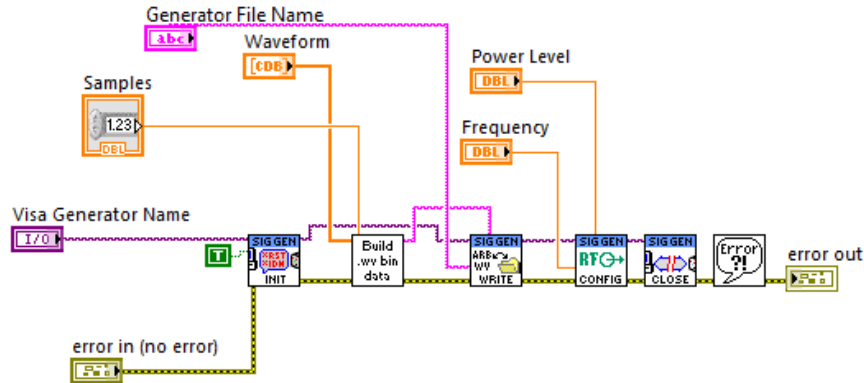 Generator File Name
abc
Waveform
[CDB]
Power Level
DBL
Samples
1.23
DBL
Frequency
DBL
Visa Generator Name
I/O
T
SIG GEN
*RST
*IDN
INIT
Build
.wv bin
data
SIG GEN
ARB
WV
WRITE
SIG GEN
RF
CONFIG
SIG GEN
CLOSE
Error
?!
error out
error in (no error)